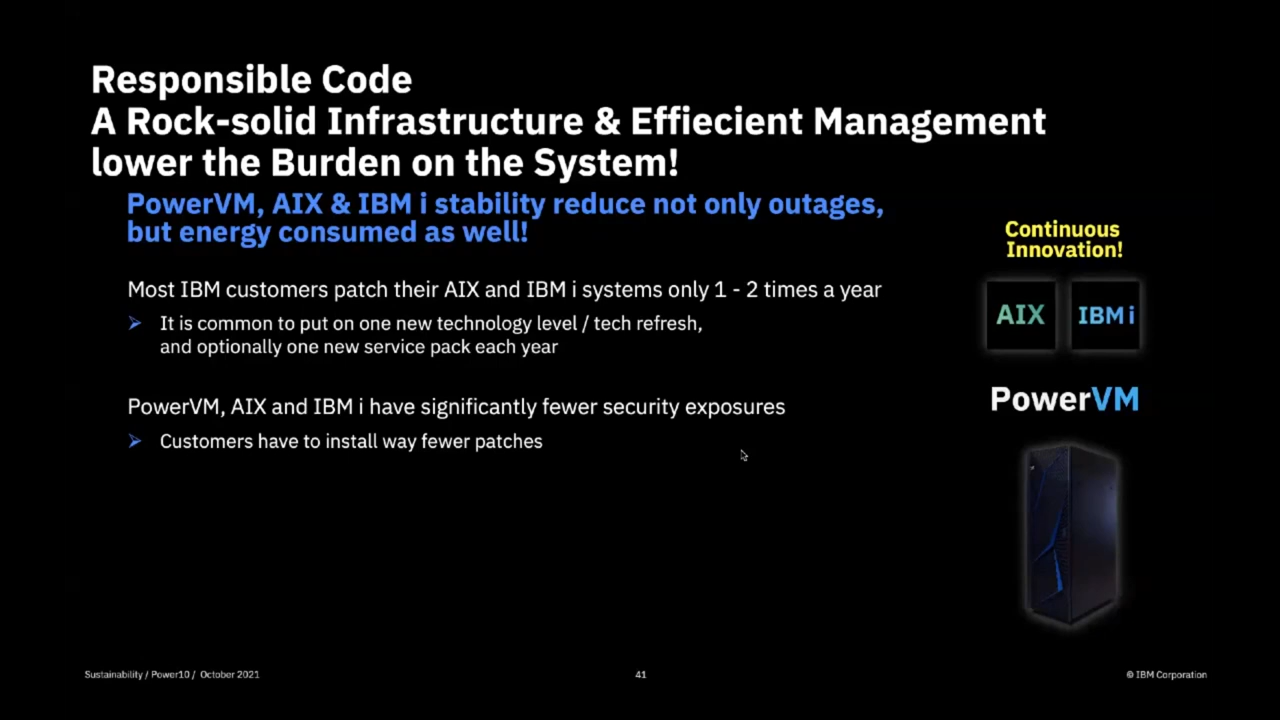 Responsible Code
A Rock-solid Infrastructure & Effiecient Management
lower the Burden on the System!
PowerVM, AIX & IBM i stability reduce not only outages,
but energy consumed as well!
Most IBM customers patch their AIX and IBM i systems only 1 - 2 times a year
It is common to put on one new technology level / tech refresh,
and optionally one new service pack each year
PowerVM, AIX and IBM i have significantly fewer security exposures
Customers have to install way fewer patches
Continuous
Innovation!
AIX
IBM i
PowerVM
Sustainability / Power10 / October 2021
41
© IBM Corporation